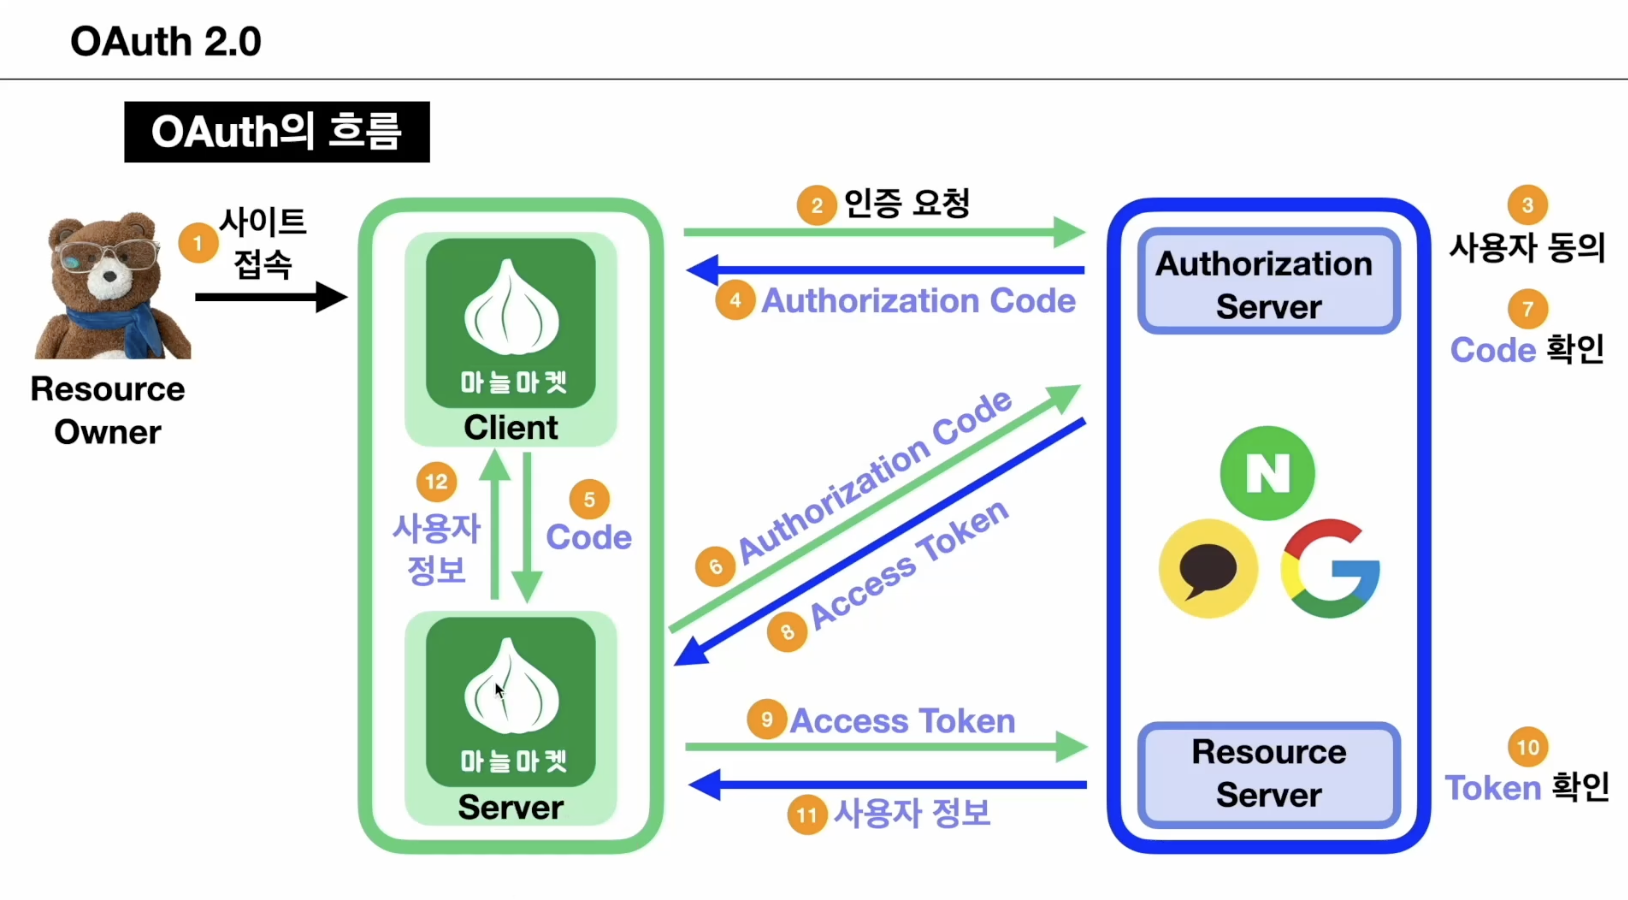 OAuth 2.0
OAuth의 흐름
1 사이트
접속
Resource
Owner
마늘마켓
Client
2 인증 요청
4 Authorization Code
Authorization
Server
3
사용자 동의
7
Code 확인
12
사용자
정보
5
Code
6 Authorization Code
8 Access Token
N
G
마늘마켓
Server
9 Access Token
11 사용자 정보
Resource
Server
10
Token 확인